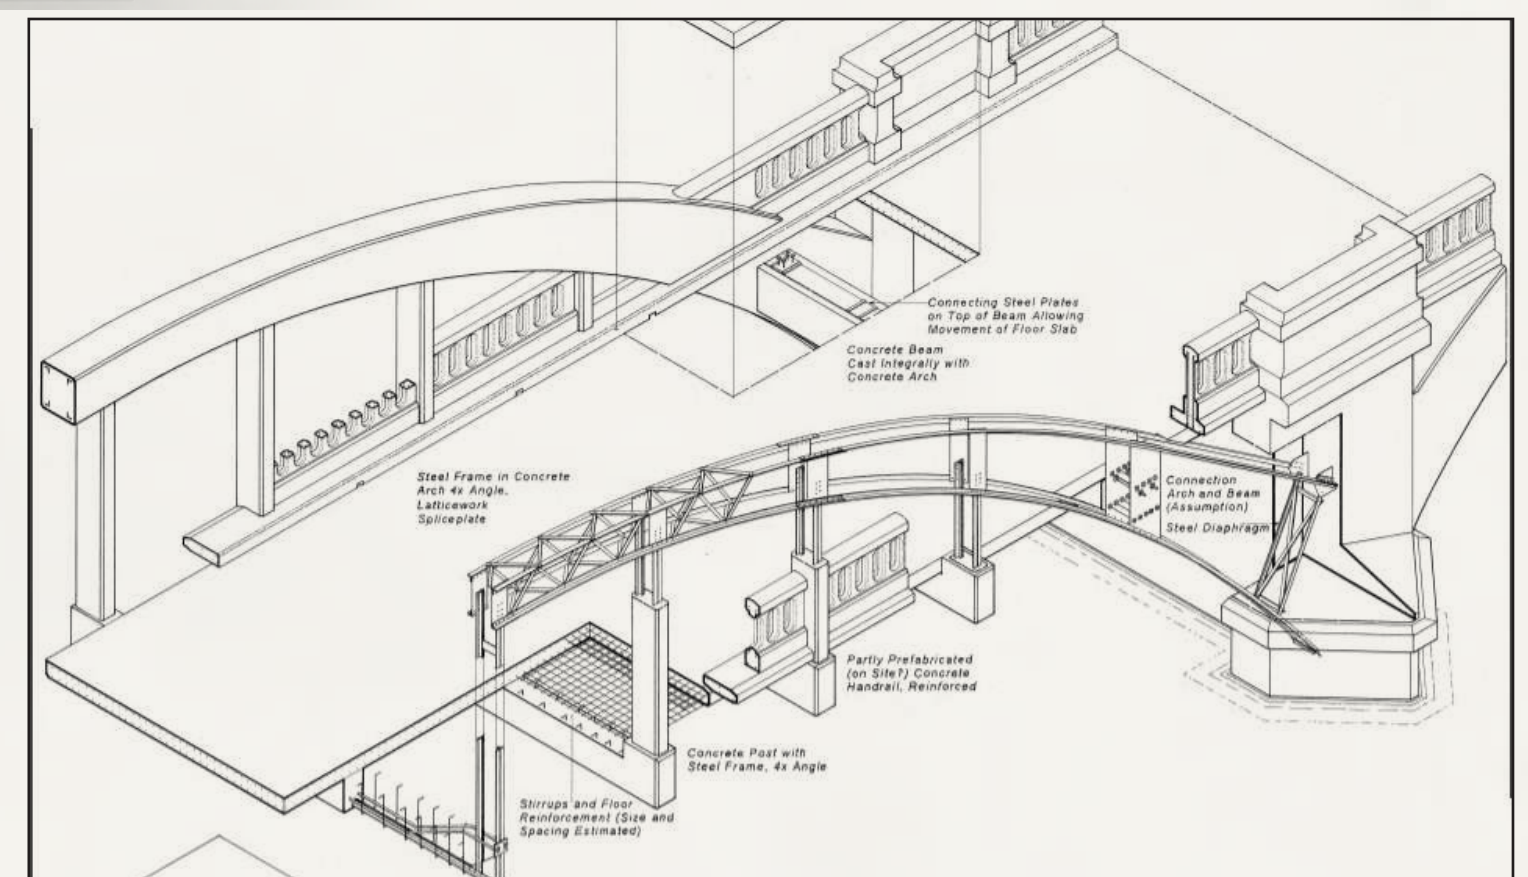 Connecting Steel Plates
on Top of Beam Allowing
Movement of Floor Slab
Concrete Beam
Cast Integrally with
Concrete Arch
Steel Frame in Concrete
Arch 4x Angle,
Latticework
Spliceplate
Connection
Arch and Beam
(Assumption)
Steel Diaphragm
Partly Prefabricated
(on Site?) Concrete
Handrail, Reinforced
Concrete Post with
Steel Frame, 4x Angle
Stirrups and Floor
Reinforcement (Size and
Spacing Estimated)